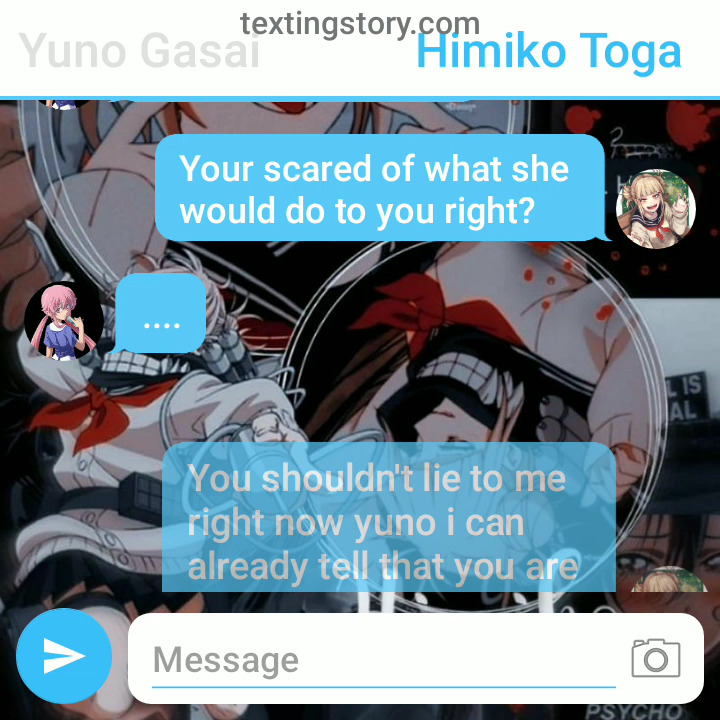 textingstory.com
Yuno Gasai
Himiko Toga
Your scared of what she
would do to you right?
....
You shouldn't lie to me
right now yuno i can
already tell that you are
Message
PSYCHO